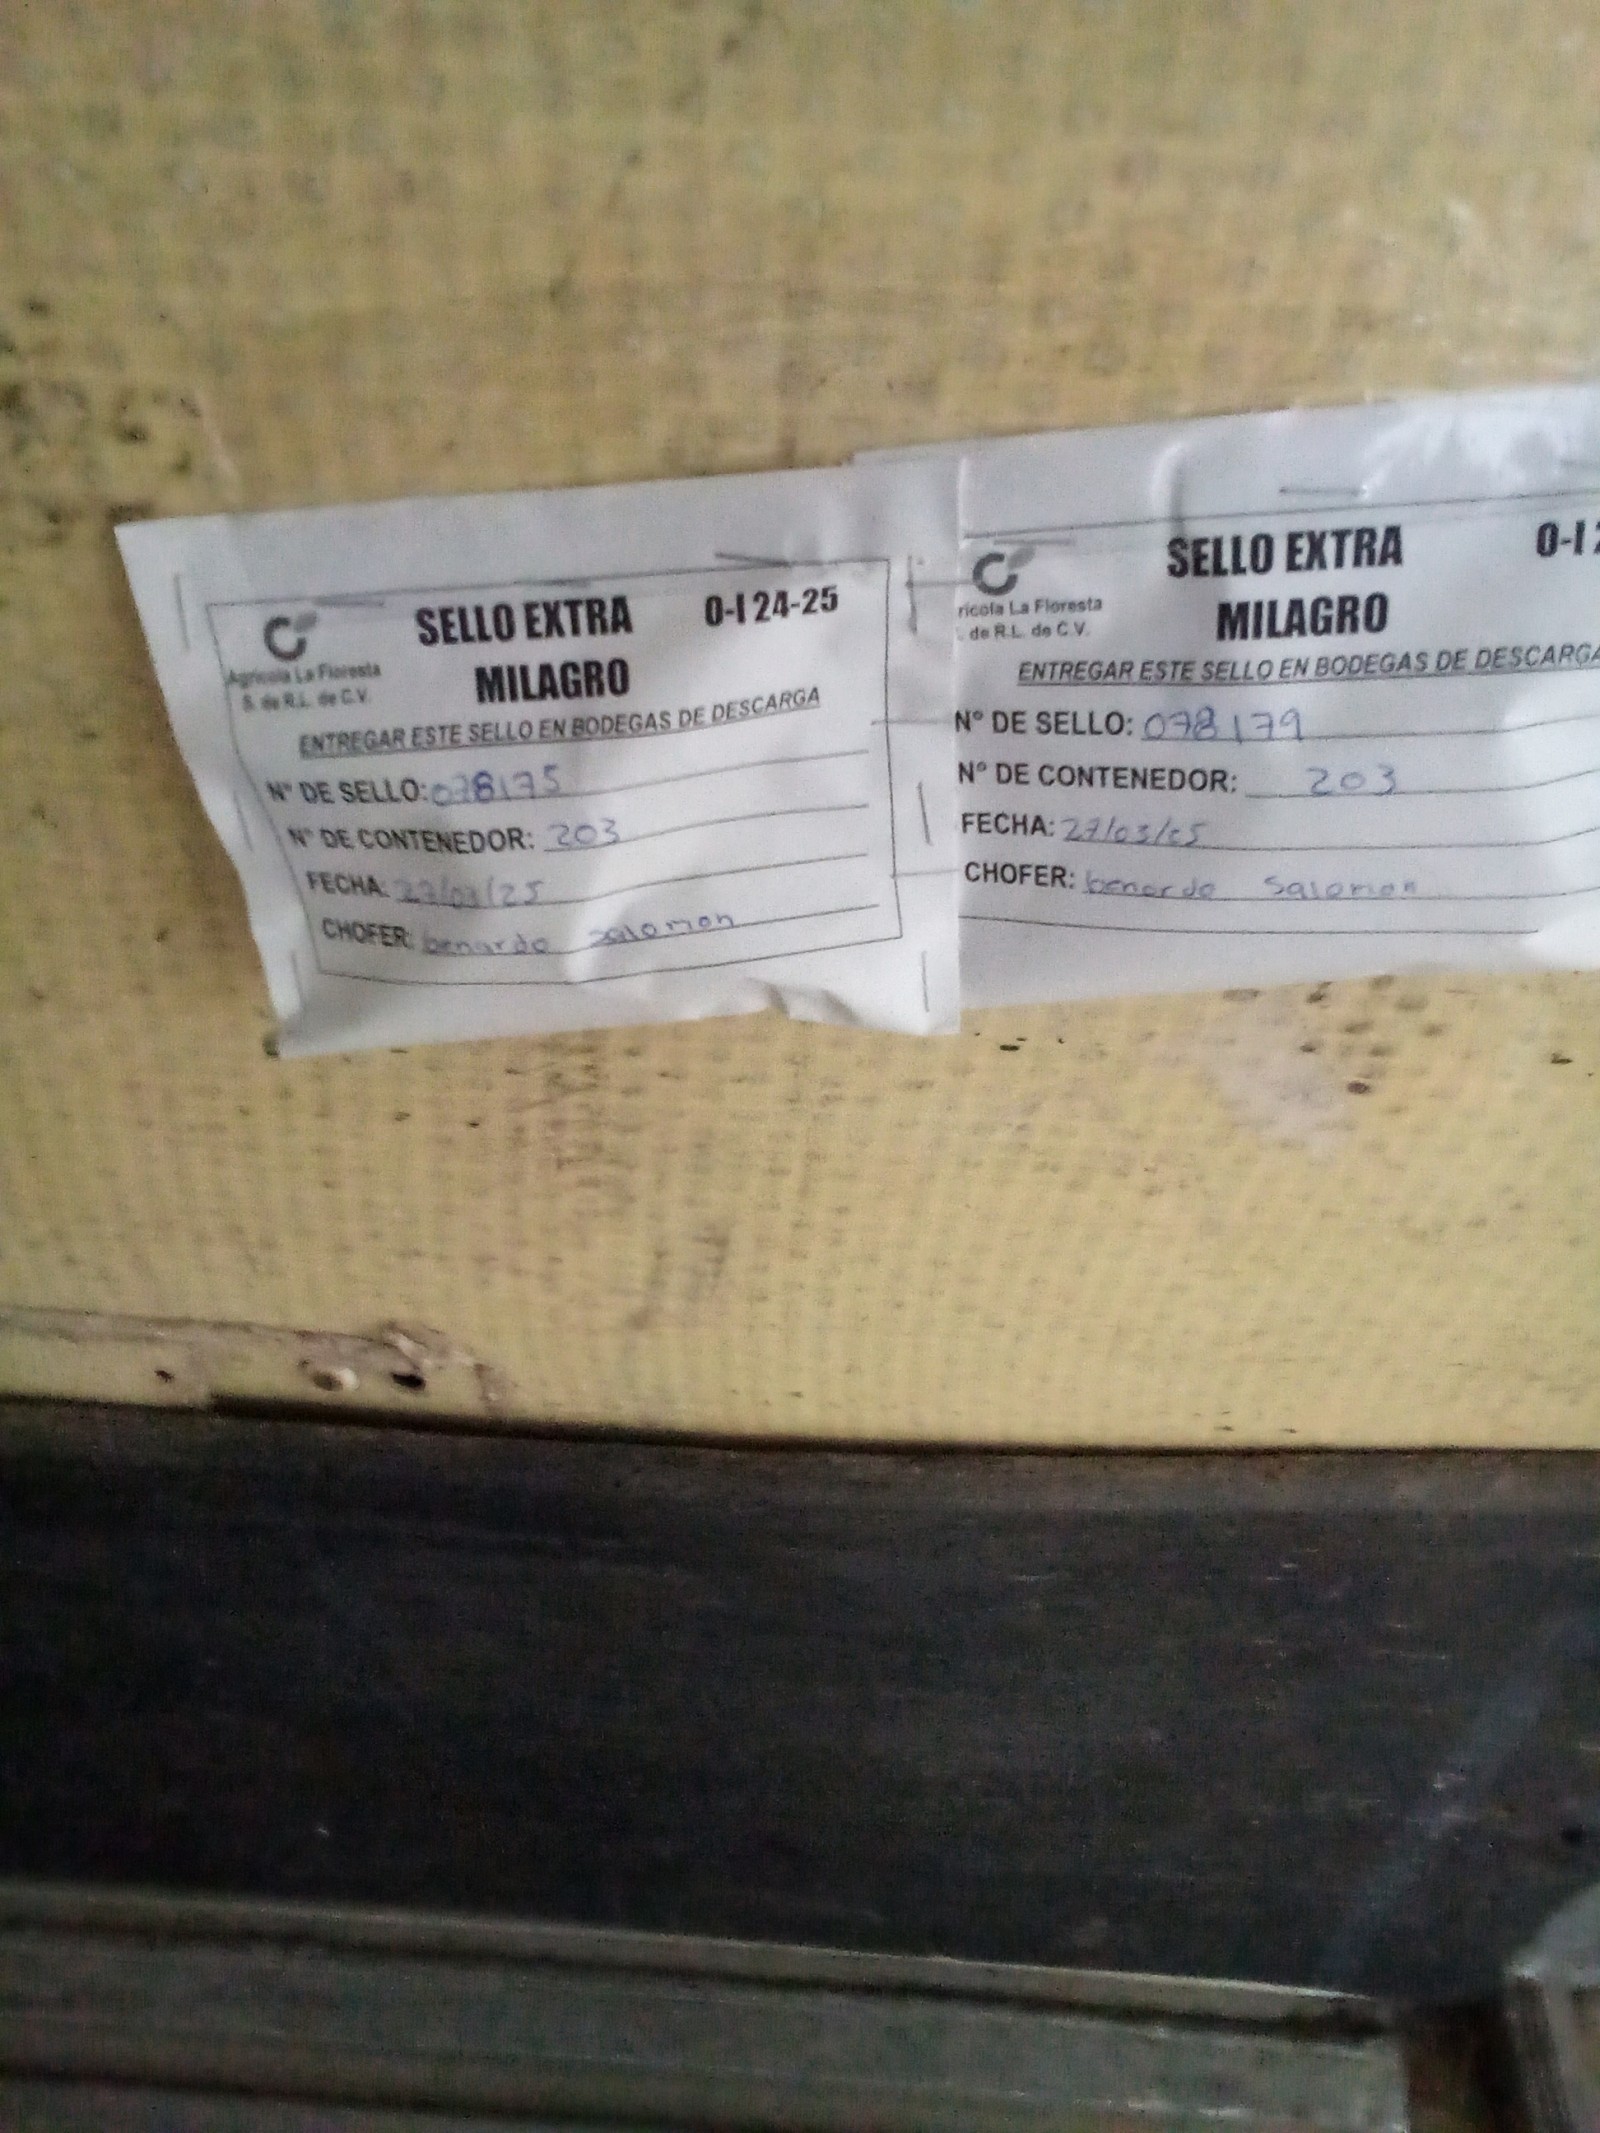 Agricola La Floresta
S. de R.L. de C.V.
SELLO EXTRA
MILAGRO
O-I 24-25
ENTREGAR ESTE SELLO EN BODEGAS DE DESCARGA
N° DE SELLO: 078175
N° DE CONTENEDOR: 203
FECHA: 27/03/25
CHOFER: benardo salomon
ricola La Floresta
. de R.L. de C.V.
SELLO EXTRA
MILAGRO
O-I 2
ENTREGAR ESTE SELLO EN BODEGAS DE DESCARGA
N° DE SELLO: 078179
N° DE CONTENEDOR: 203
FECHA: 27/03/25
CHOFER: benardo Salomon